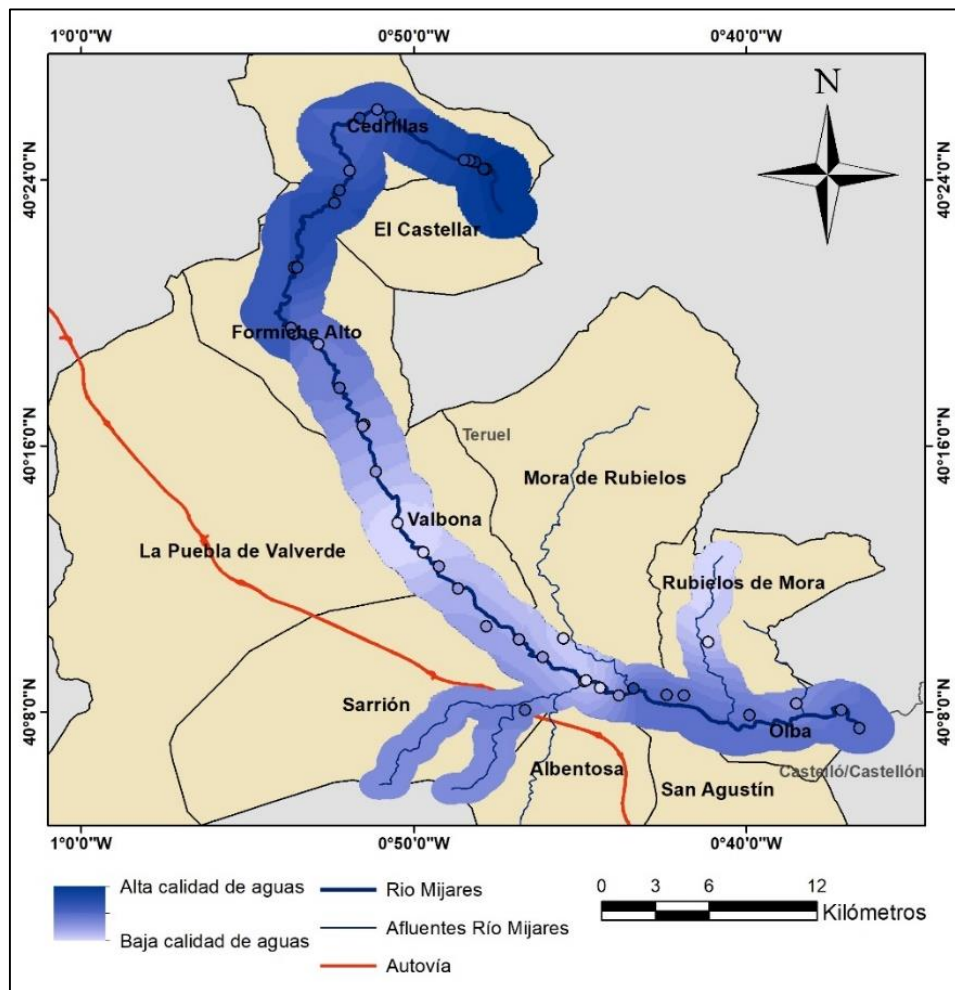 1°0'0"W 0°50'0"W 0°40'0"W
N
Cedrillas
40°24'0"N 40°24'0"N
El Castellar
Formiche Alto
40°16'0"N 40°16'0"N
Teruel
Mora de Rubielos
Valbona
La Puebla de Valverde
Rubielos de Mora
Sarrión
40°8'0"N 40°8'0"N
Olba
Albentosa
Castelló/Castellón
San Agustín
1°0'0"W 0°50'0"W 0°40'0"W
Alta calidad de aguas
Baja calidad de aguas
Rio Mijares
Afluentes Río Mijares
Autovía
0 3 6 12
Kilómetros